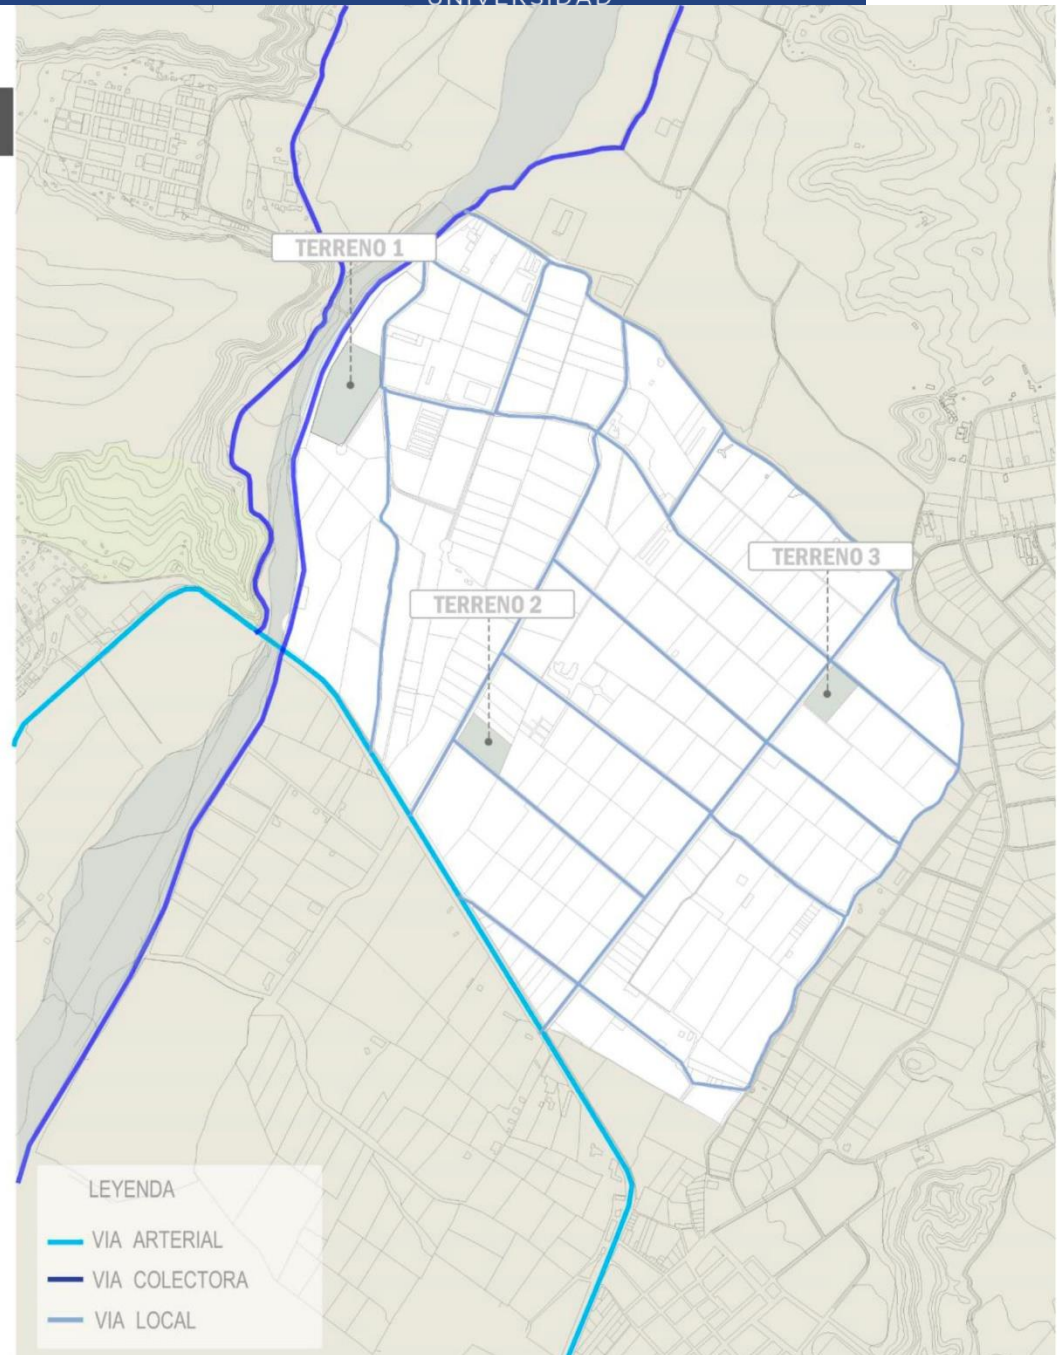 UNIVERSIDAD
TERRENO 1
TERRENO 3
TERRENO 2
LEYENDA
VIA ARTERIAL
VIA COLECTORA
VIA LOCAL